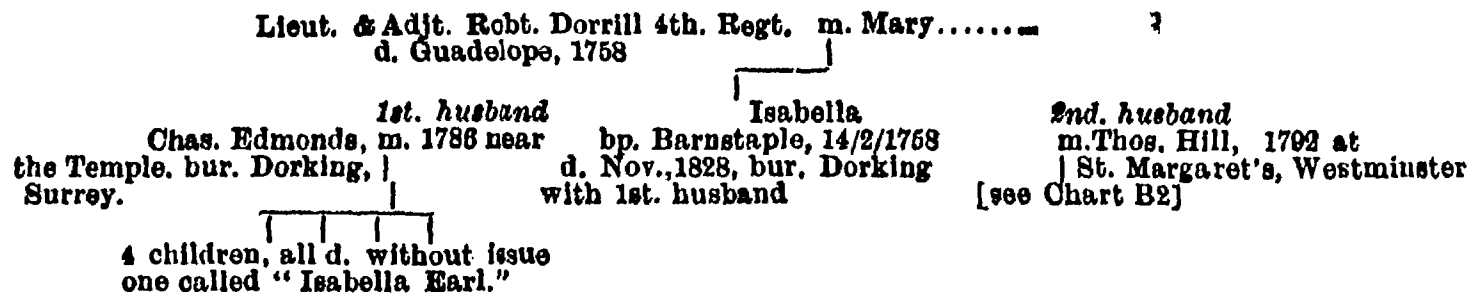 Lieut. & Adjt. Robt. Dorrill 4th. Regt. m. Mary....... ?
d. Guadelope, 1758
1st. husband
Chas. Edmonds, m. 1786 near
the Temple. bur. Dorking,
Surrey.
Isabella
bp. Barnstaple, 14/2/1758
d. Nov., 1828, bur. Dorking
with 1st. husband
2nd. husband
m. Thos. Hill, 1792 at
St. Margaret's, Westminster
[see Chart B2]
4 children, all d. without issue
one called "Isabella Earl."